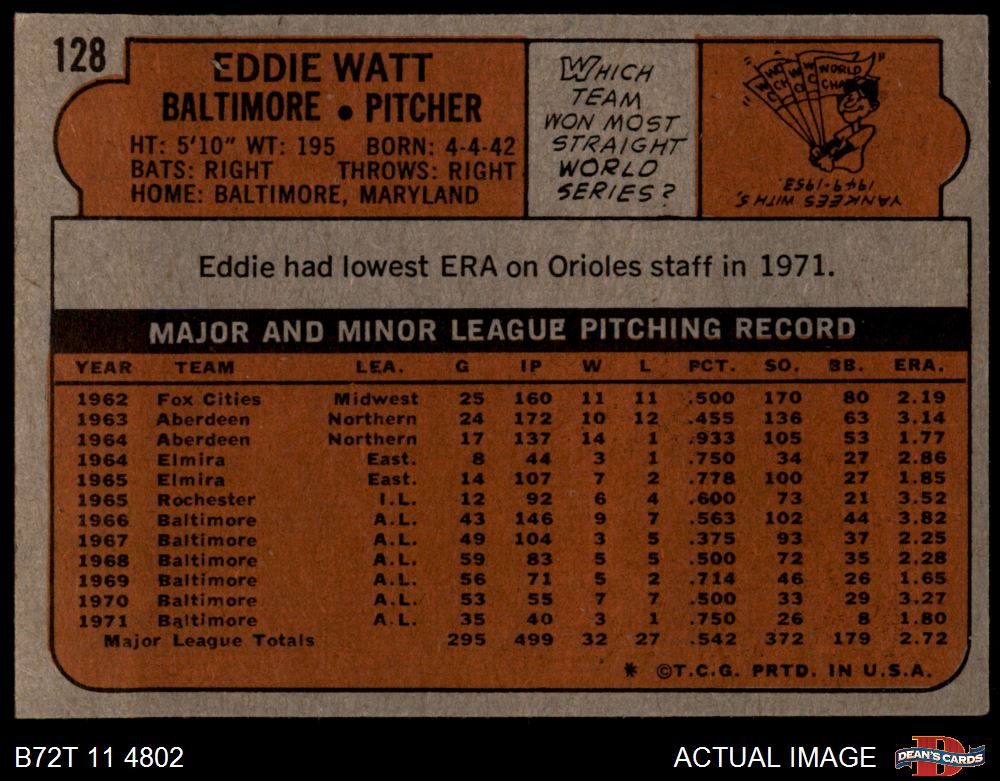 128
EDDIE WATT
BALTIMORE • PITCHER
HT: 5'10" WT: 195 BORN: 4-4-42
BATS: RIGHT THROWS: RIGHT
HOME: BALTIMORE, MARYLAND
WHICH
TEAM
WON MOST
STRAIGHT
WORLD
SERIES?
WORLD
CHA
YANKEES WITH 5,
1949-1953.
Eddie had lowest ERA on Orioles staff in 1971.
MAJOR AND MINOR LEAGUE PITCHING RECORD
YEAR TEAM LEA. G IP W L PCT. SO. BB. ERA.
1962 Fox Cities Midwest 25 160 11 11 .500 170 80 2.19
1963 Aberdeen Northern 24 172 10 12 .455 136 63 3.14
1964 Aberdeen Northern 17 137 14 1 .933 105 53 1.77
1964 Elmira East. 8 44 3 1 .750 34 27 2.86
1965 Elmira East. 14 107 7 2 .778 100 27 1.85
1965 Rochester I.L. 12 92 6 4 .600 73 21 3.52
1966 Baltimore A.L. 43 146 9 7 .563 102 44 3.82
1967 Baltimore A.L. 49 104 3 5 .375 93 37 2.25
1968 Baltimore A.L. 59 83 5 5 .500 72 35 2.28
1969 Baltimore A.L. 56 71 5 2 .714 46 26 1.65
1970 Baltimore A.L. 53 55 7 7 .500 33 29 3.27
1971 Baltimore A.L. 35 40 3 1 .750 26 8 1.80
Major League Totals 295 499 32 27 .542 372 179 2.72
* ©T.C.G. PRTD. IN U.S.A.
B72T 11 4802
ACTUAL IMAGE
DEAN'S CARDS